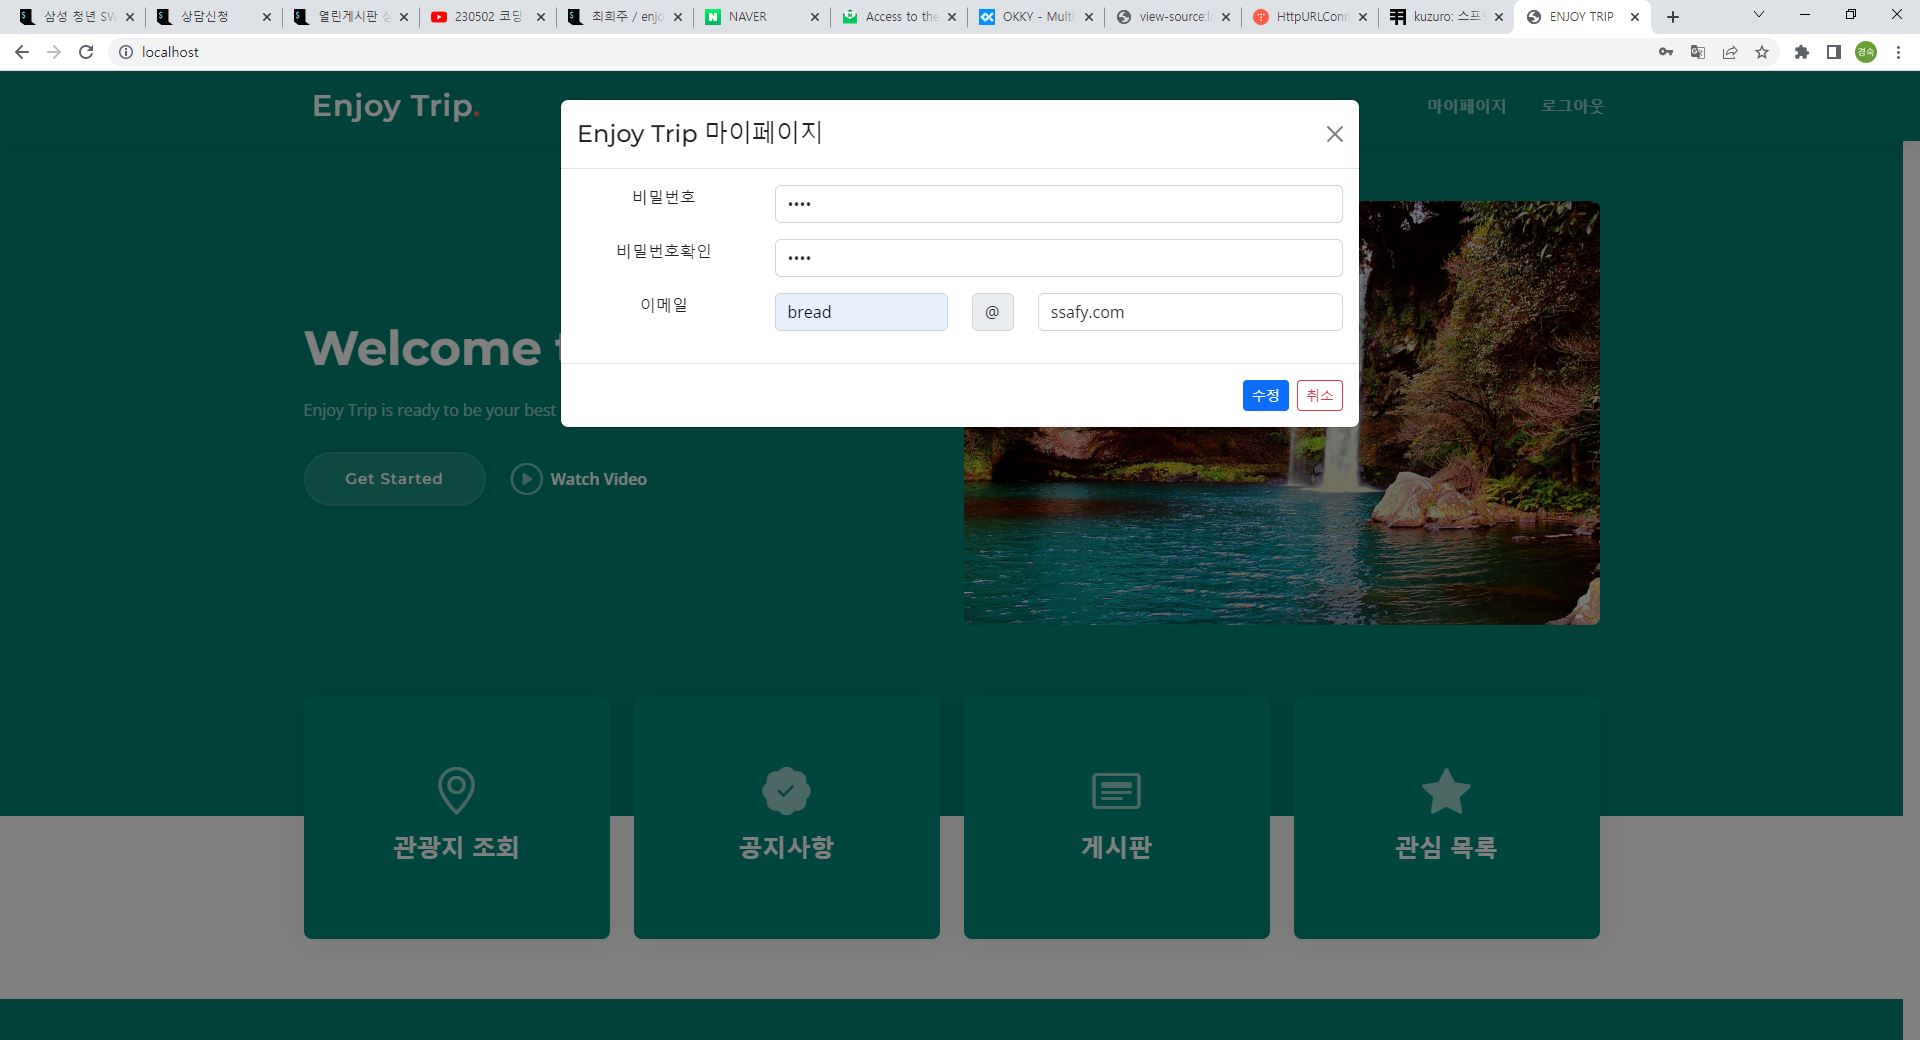 삼성 청년 SW
상담신청
열린게시판
230502 코딩
최희주 / enjo
NAVER
Access to the
OKKY - Multi
view-source:l
HttpURLConn
kuzuro: 스프
ENJOY TRIP
localhost
경숙
Enjoy Trip.
마이페이지
로그아웃
Enjoy Trip 마이페이지
비밀번호 ••••
비밀번호확인 ••••
이메일 bread @ ssafy.com
수정 취소
Welcome
Enjoy Trip is ready to be your best
Get Started
Watch Video
관광지 조회
공지사항
게시판
관심 목록